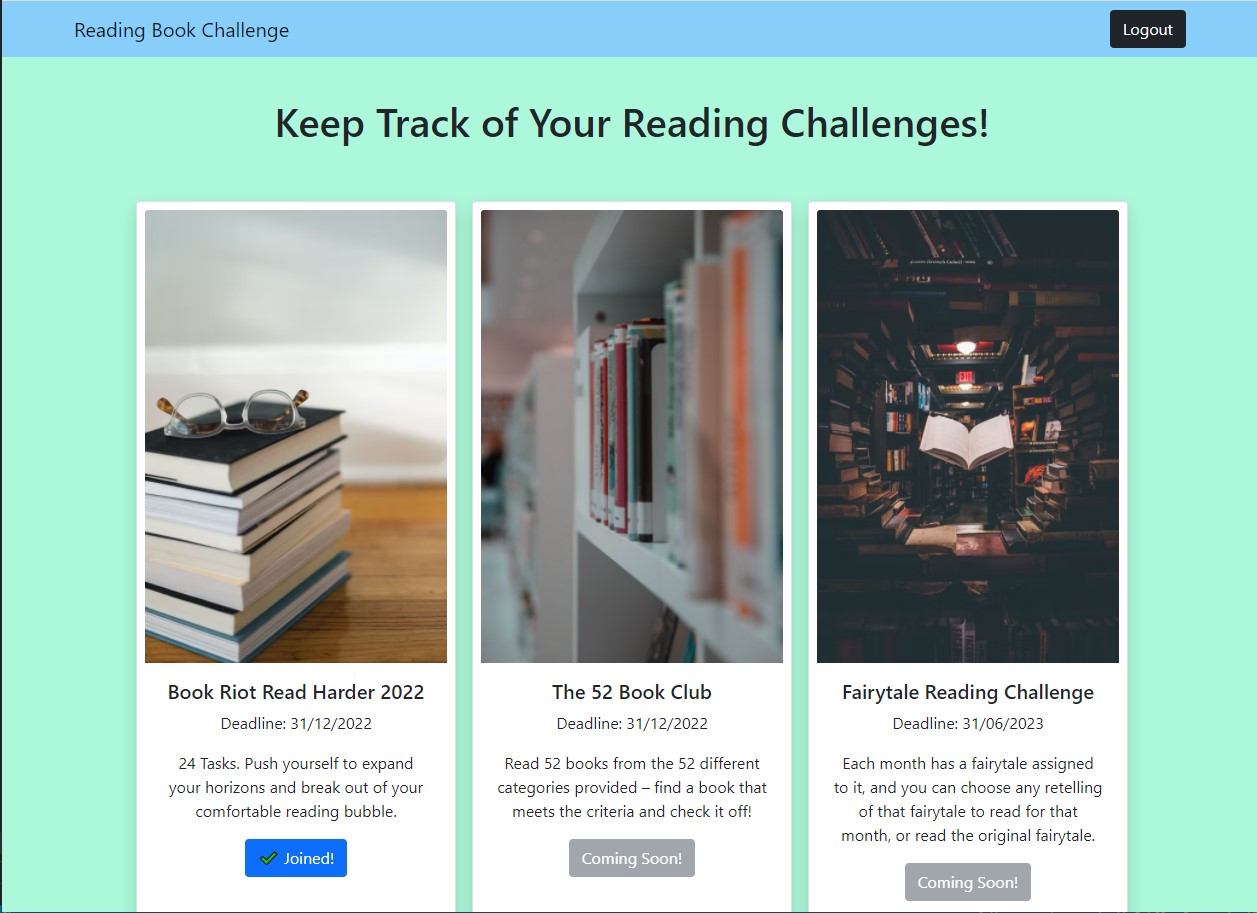 Reading Book Challenge
Logout
Keep Track of Your Reading Challenges!
EXIT
Book Riot Read Harder 2022
Deadline: 31/12/2022
24 Tasks. Push yourself to expand
your horizons and break out of your
comfortable reading bubble.
Joined!
The 52 Book Club
Deadline: 31/12/2022
Read 52 books from the 52 different
categories provided – find a book that
meets the criteria and check it off!
Coming Soon!
Fairytale Reading Challenge
Deadline: 31/06/2023
Each month has a fairytale assigned
to it, and you can choose any retelling
of that fairytale to read for that
month, or read the original fairytale.
Coming Soon!